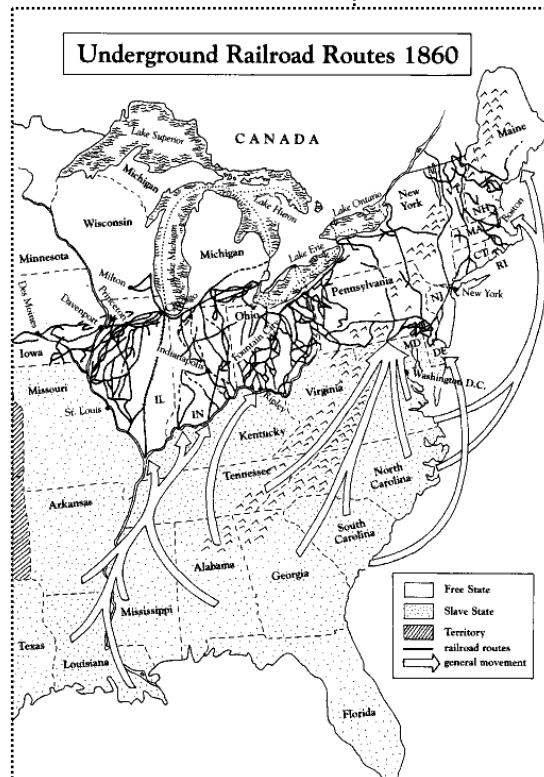 Underground Railroad Routes 1860
CANADA
Lake Superior
Maine
Michigan
Wisconsin
Lake Huron
Lake Ontario
New York
VT
NH
Boston
Minnesota
Milton
Lake Michigan
Michigan
Lake Erie
MA
CT
RI
Des Moines
Davenport
Princeton
Pennsylvania
NJ
New York
Iowa
Ohio
Fountain City
Indianapolis
MD
DE
Washington D.C.
Missouri
IL
IN
Ripley
Virginia
St. Louis
Kentucky
Tennessee
North
Carolina
Arkansas
South
Carolina
Alabama
Georgia
Mississippi
Texas
Louisiana
Florida
Free State
Slave State
Territory
railroad routes
general movement